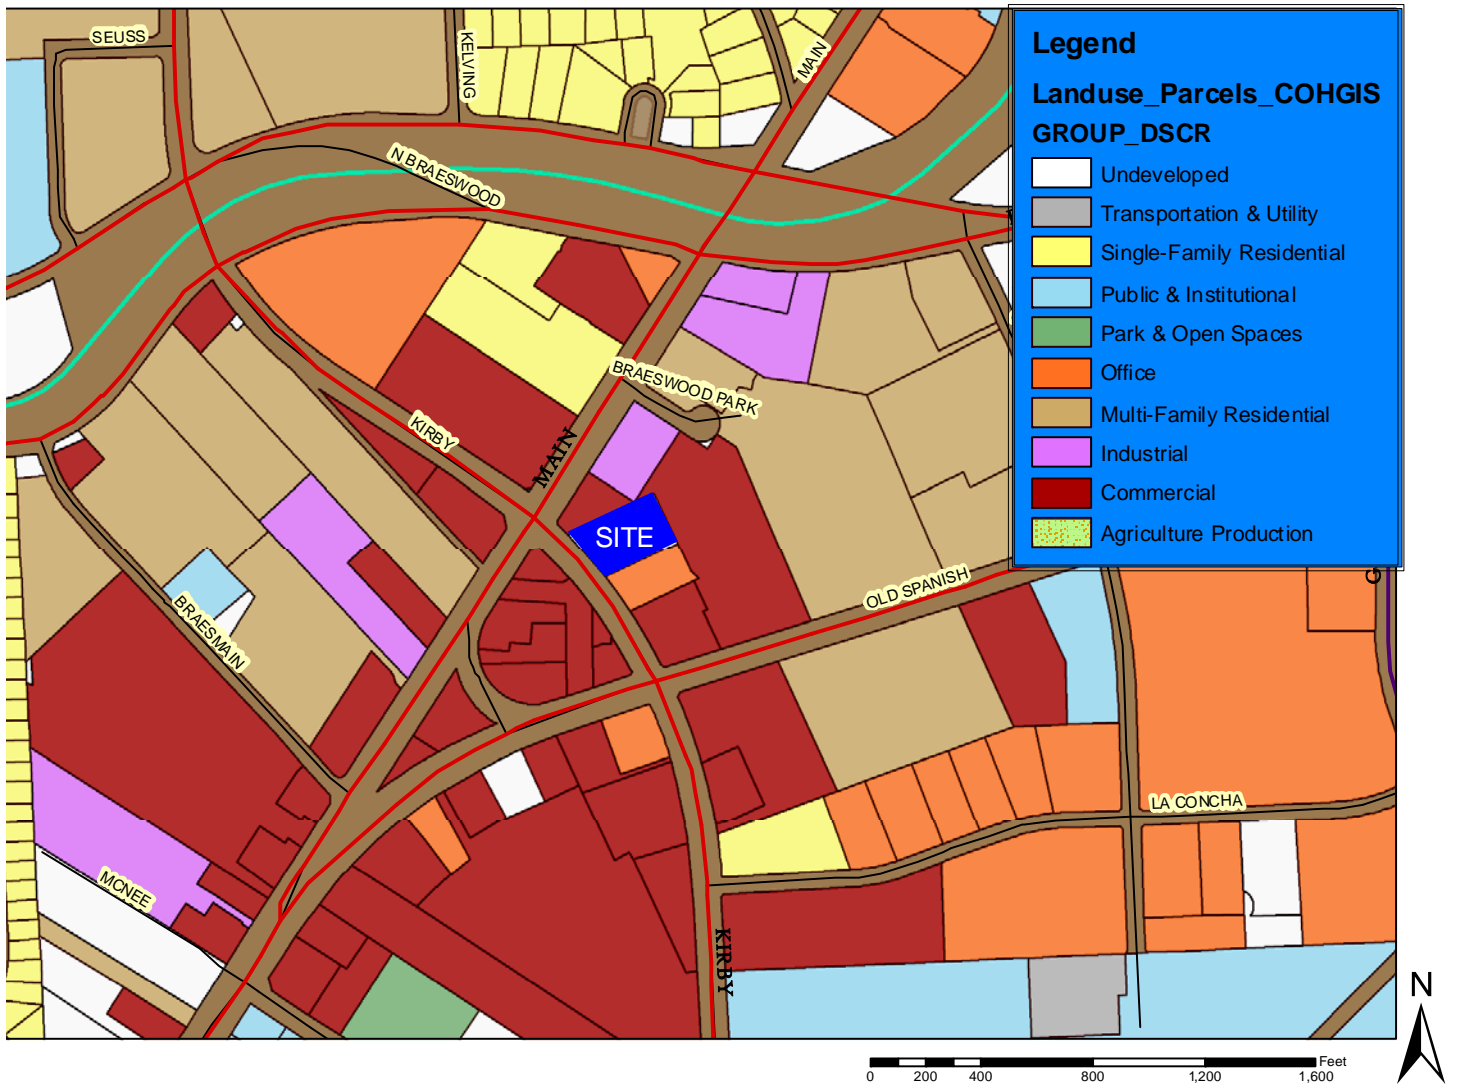 SEUSS
KELVING
MAIN
N BRAESWOOD
BRAESWOOD PARK
KIRBY
MAIN
SITE
OLD SPANISH
BRAESMAIN
LA CONCHA
MCNEE
KIRBY
G
Legend
Landuse_Parcels_COHGIS
GROUP_DSCR
Undeveloped
Transportation & Utility
Single-Family Residential
Public & Institutional
Park & Open Spaces
Office
Multi-Family Residential
Industrial
Commercial
Agriculture Production
N
Feet
0 200 400 800 1,200 1,600